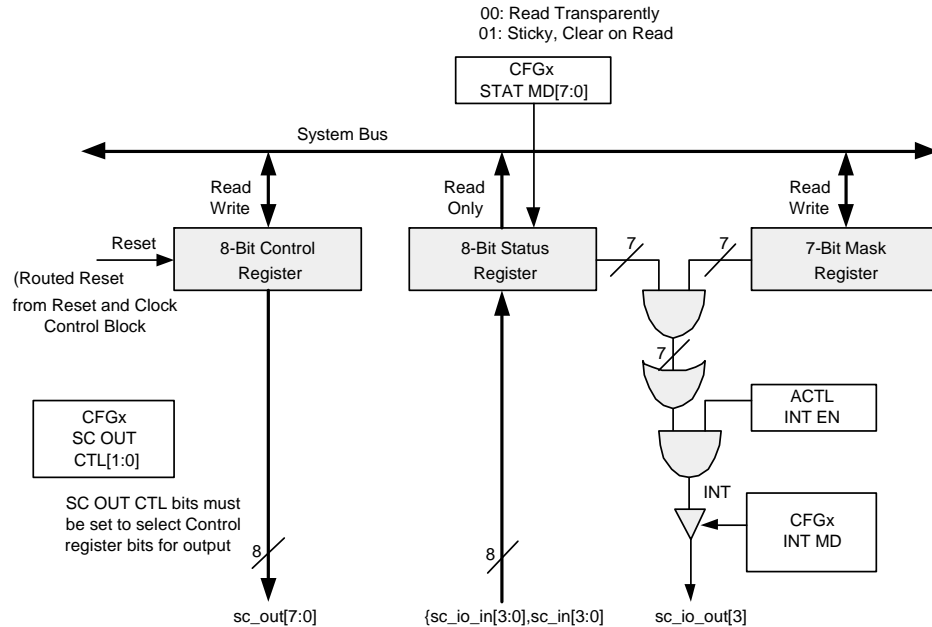 00: Read Transparently
01: Sticky, Clear on Read
CFGx
STAT MD[7:0]
System Bus
Read
Write
Read
Only
Read
Write
Reset
8-Bit Control
Register
8-Bit Status
Register
7
7
7-Bit Mask
Register
(Routed Reset
from Reset and Clock
Control Block
7
CFGx
SC OUT
CTL[1:0]
ACTL
INT EN
SC OUT CTL bits must
be set to select Control
register bits for output
INT
CFGx
INT MD
8
8
sc_out[7:0]
{sc_io_in[3:0],sc_in[3:0]
sc_io_out[3]